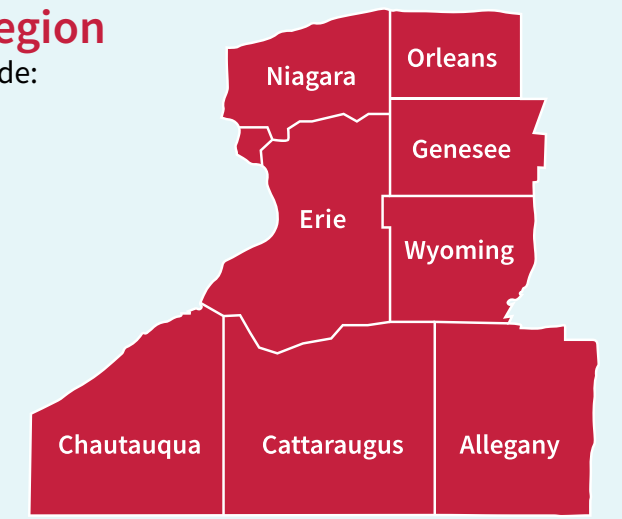 egion
de:
Niagara
Orleans
Genesee
Erie
Wyoming
Chautauqua
Cattaraugus
Allegany